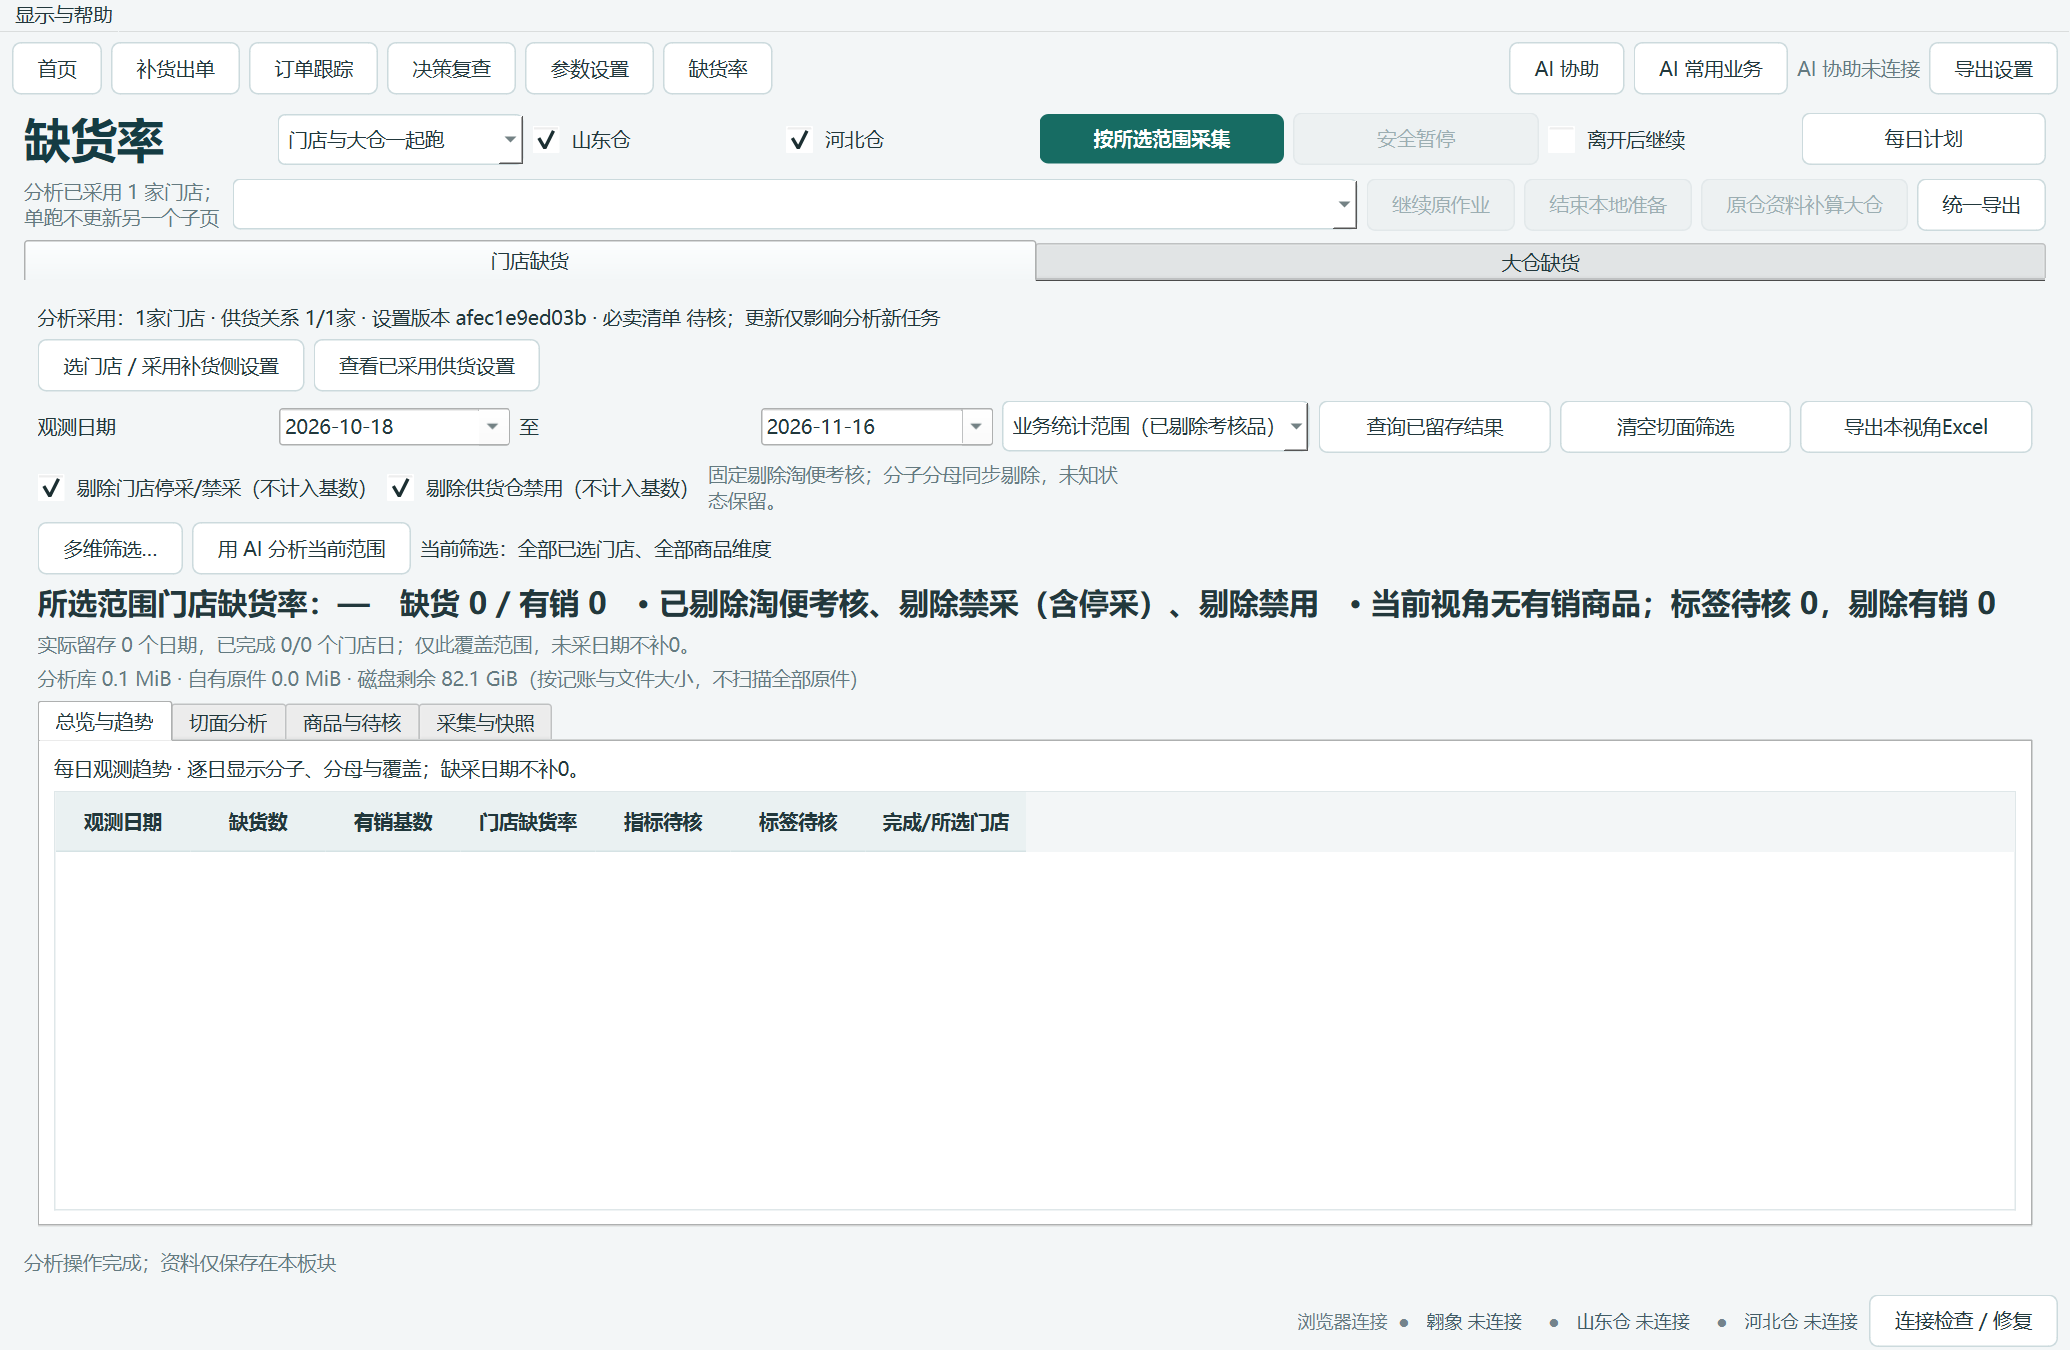 显示与帮助
首页 补货出单 订单跟踪 决策复查 参数设置 缺货率 AI 协助 AI 常用业务 AI 协助未连接 导出设置
缺货率 门店与大仓一起跑 山东仓 河北仓 按所选范围采集 安全暂停 离开后继续 每日计划
分析已采用 1 家门店；
单跑不更新另一个子页 继续原作业 结束本地准备 原仓资料补算大仓 统一导出
门店缺货 大仓缺货
分析采用：1家门店 · 供货关系 1/1家 · 设置版本 afec1e9ed03b · 必卖清单 待核；更新仅影响分析新任务
选门店 / 采用补货侧设置 查看已采用供货设置
观测日期 2026-10-18 至 2026-11-16 业务统计范围（已剔除考核品） 查询已留存结果 清空切面筛选 导出本视角Excel
剔除门店停采/禁采（不计入基数） 剔除供货仓禁用（不计入基数） 固定剔除淘便考核；分子分母同步剔除，未知状
态保留。
多维筛选... 用 AI 分析当前范围 当前筛选：全部已选门店、全部商品维度
所选范围门店缺货率：— 缺货 0 / 有销 0 • 已剔除淘便考核、剔除禁采（含停采）、剔除禁用 • 当前视角无有销商品；标签待核 0，剔除有销 0
实际留存 0 个日期，已完成 0/0 个门店日；仅此覆盖范围，未采日期不补0。
分析库 0.1 MiB · 自有原件 0.0 MiB · 磁盘剩余 82.1 GiB（按记账与文件大小，不扫描全部原件）
总览与趋势 切面分析 商品与待核 采集与快照
每日观测趋势 · 逐日显示分子、分母与覆盖；缺采日期不补0。
观测日期 缺货数 有销基数 门店缺货率 指标待核 标签待核 完成/所选门店
分析操作完成；资料仅保存在本板块
浏览器连接 ● 翱象 未连接 ● 山东仓 未连接 ● 河北仓 未连接 连接检查 / 修复